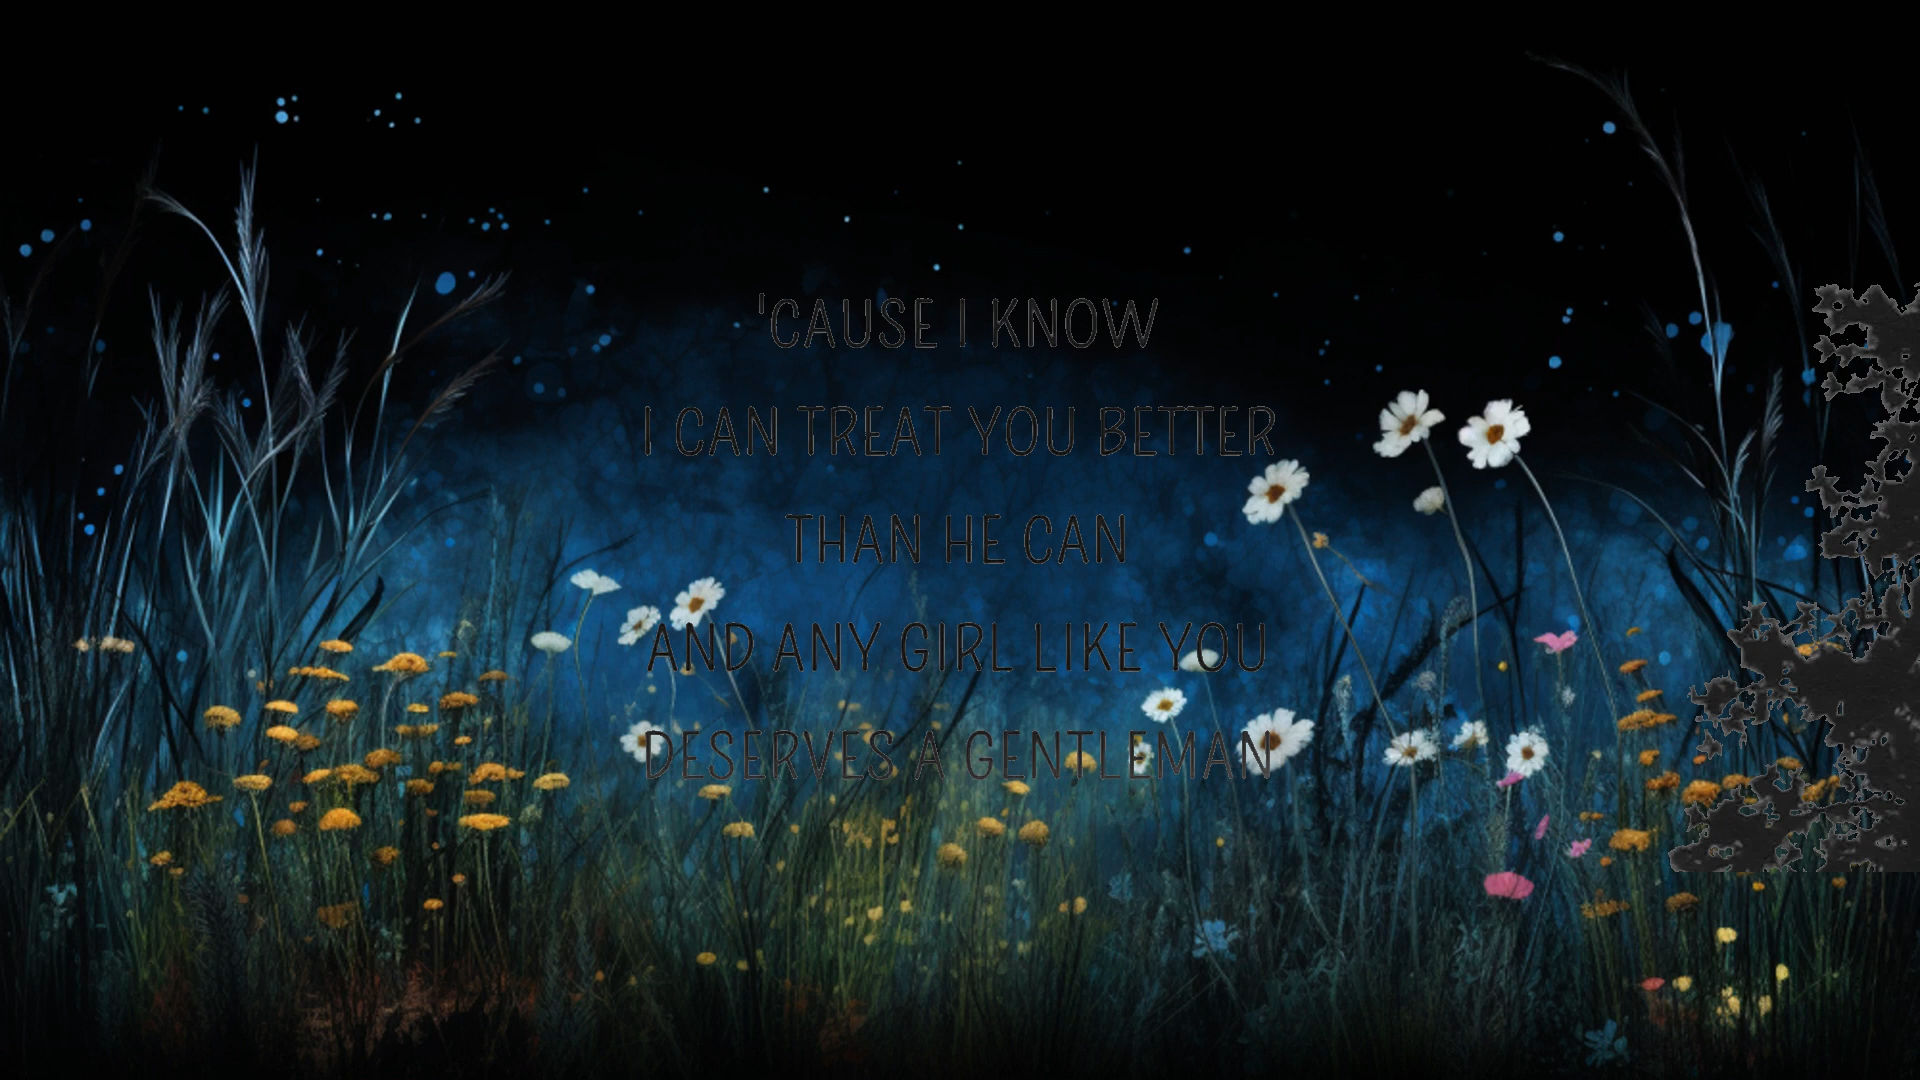 'CAUSE I KNOW
I CAN TREAT YOU BETTER
THAN HE CAN
AND ANY GIRL LIKE YOU
DESERVES A GENTLEMAN